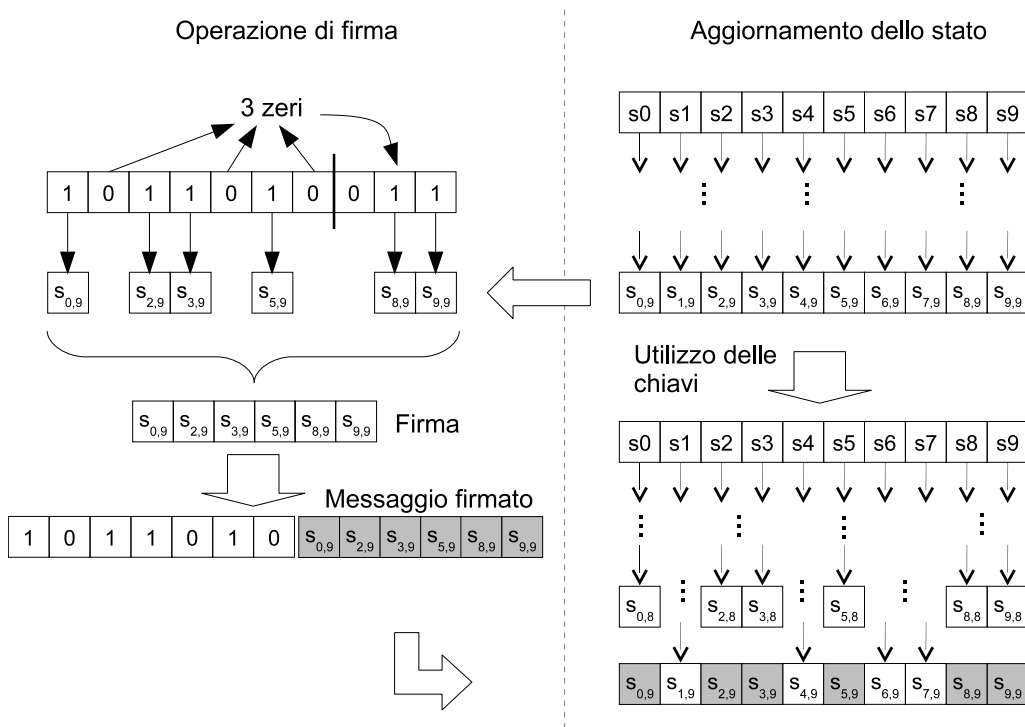 Operazione di firma
3 zeri
1 0 1 1 0 1 0 0 1 1
s0,9 s2,9 s3,9 s5,9 s8,9 s9,9
s0,9 s2,9 s3,9 s5,9 s8,9 s9,9 Firma
Messaggio firmato
1 0 1 1 0 1 0 s0,9 s2,9 s3,9 s5,9 s8,9 s9,9
Aggiornamento dello stato
s0 s1 s2 s3 s4 s5 s6 s7 s8 s9
s0,9 s1,9 s2,9 s3,9 s4,9 s5,9 s6,9 s7,9 s8,9 s9,9
Utilizzo delle
chiavi
s0 s1 s2 s3 s4 s5 s6 s7 s8 s9
s0,8 s2,8 s3,8 s5,8 s8,8 s9,8
s0,9 s1,9 s2,9 s3,9 s4,9 s5,9 s6,9 s7,9 s8,9 s9,9